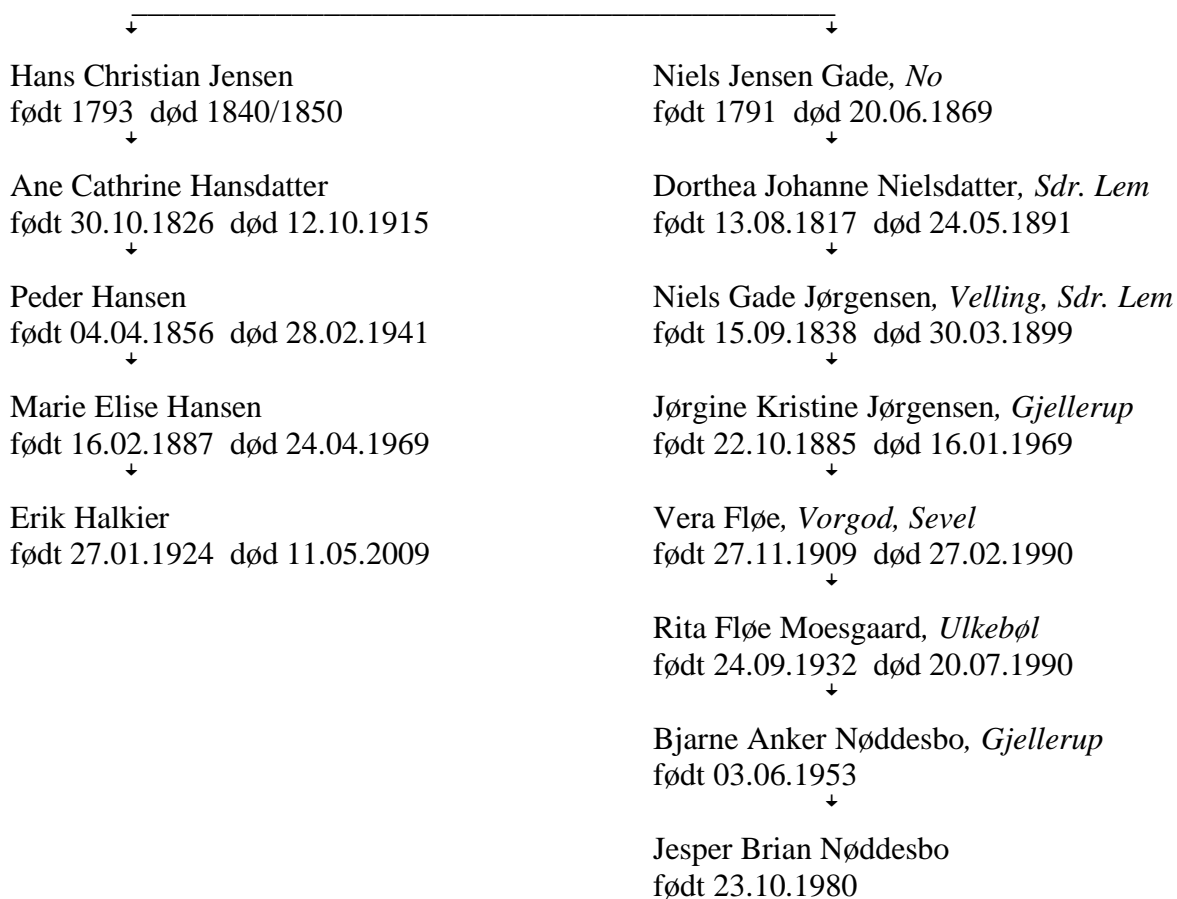 Hans Christian Jensen
født 1793 død 1840/1850
Ane Cathrine Hansdatter
født 30.10.1826 død 12.10.1915
Peder Hansen
født 04.04.1856 død 28.02.1941
Marie Elise Hansen
født 16.02.1887 død 24.04.1969
Erik Halkier
født 27.01.1924 død 11.05.2009
Niels Jensen Gade, No
født 1791 død 20.06.1869
Dorthea Johanne Nielsdatter, Sdr. Lem
født 13.08.1817 død 24.05.1891
Niels Gade Jørgensen, Velling, Sdr. Lem
født 15.09.1838 død 30.03.1899
Jørgine Kristine Jørgensen, Gjellerup
født 22.10.1885 død 16.01.1969
Vera Fløe, Vorgod, Sevel
født 27.11.1909 død 27.02.1990
Rita Fløe Moesgaard, Ulkebøl
født 24.09.1932 død 20.07.1990
Bjarne Anker Nøddesbo, Gjellerup
født 03.06.1953
Jesper Brian Nøddesbo
født 23.10.1980